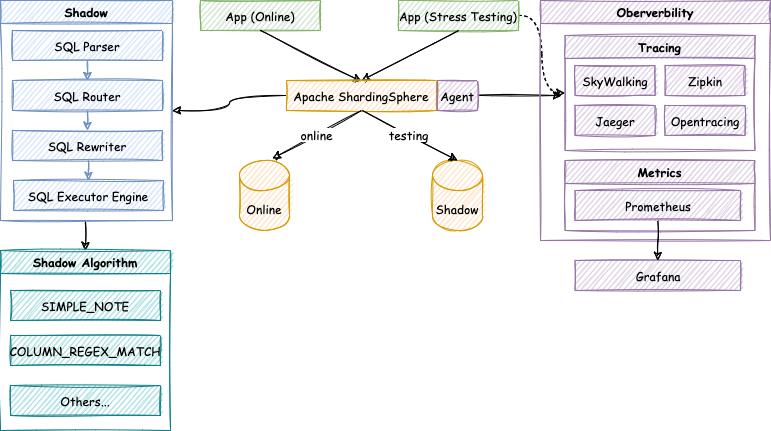 Shadow
SQL Parser
SQL Router
SQL Rewriter
SQL Executor Engine
Shadow Algorithm
SIMPLE_NOTE
COLUMN_REGEX_MATCH
Others...
App (Online)
App (Stress Testing)
Apache ShardingSphere
Agent
online
testing
Online
Shadow
Oberverbility
Tracing
SkyWalking
Zipkin
Jaeger
Opentracing
Metrics
Prometheus
Grafana